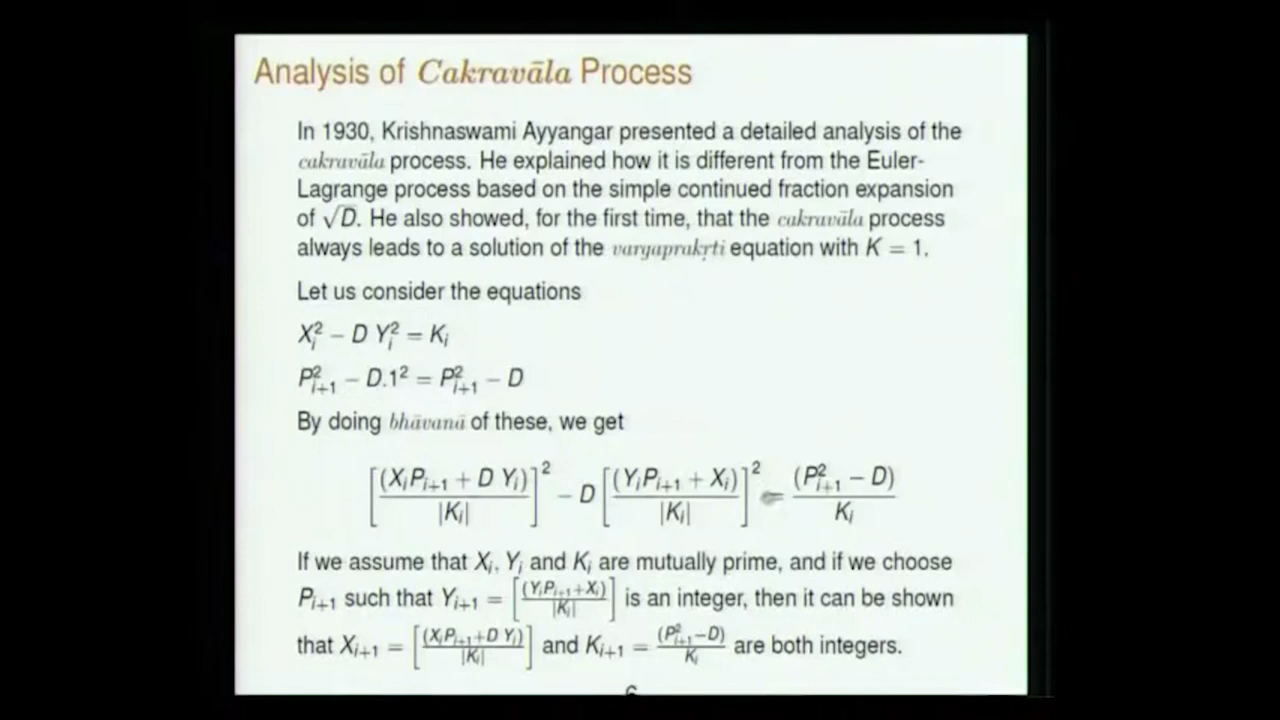 Analysis of Cakravāla Process
In 1930, Krishnaswami Ayyangar presented a detailed analysis of the
cakravāla process. He explained how it is different from the Euler-
Lagrange process based on the simple continued fraction expansion
of √D. He also showed, for the first time, that the cakravāla process
always leads to a solution of the vargaprakṛti equation with K = 1.
Let us consider the equations
X_i^2 − D Y_i^2 = K_i
P_{i+1}^2 − D.1^2 = P_{i+1}^2 − D
By doing bhāvanā of these, we get
[(X_i P_{i+1} + D Y_i)/|K_i|]^2 − D [(Y_i P_{i+1} + X_i)/|K_i|]^2 = (P_{i+1}^2 − D)/K_i
If we assume that X_i, Y_i and K_i are mutually prime, and if we choose
P_{i+1} such that Y_{i+1} = [(Y_i P_{i+1}+X_i)/|K_i|] is an integer, then it can be shown
that X_{i+1} = [(X_i P_{i+1}+D Y_i)/|K_i|] and K_{i+1} = (P_{i+1}^2−D)/K_i are both integers.